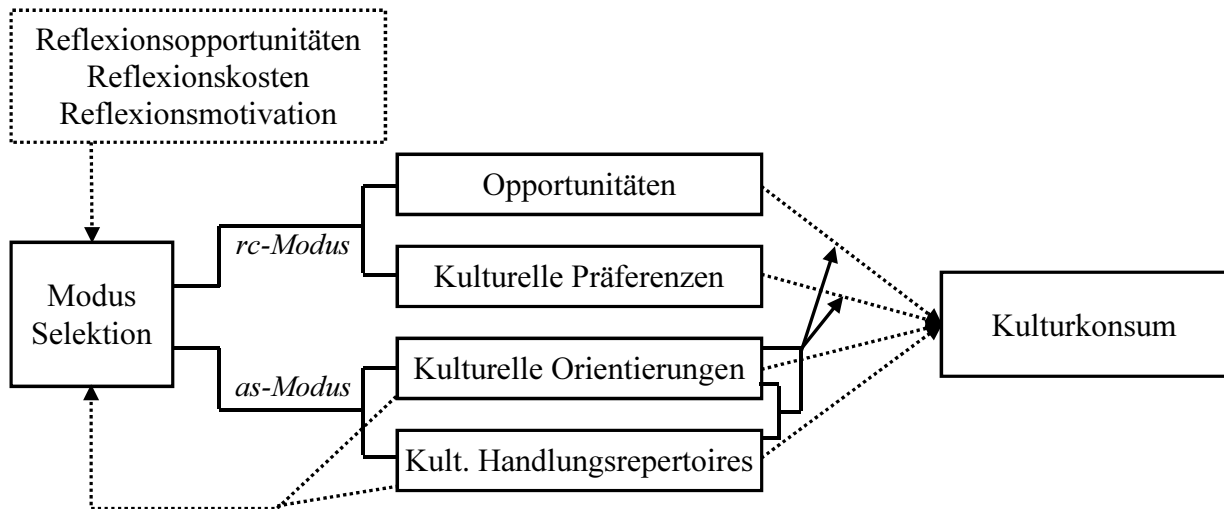 Reflexionsopportunitäten
Reflexionskosten
Reflexionsmotivation
Opportunitäten
rc-Modus
Kulturelle Präferenzen
Modus
Selektion
Kulturkonsum
Kulturelle Orientierungen
as-Modus
Kult. Handlungsrepertoires